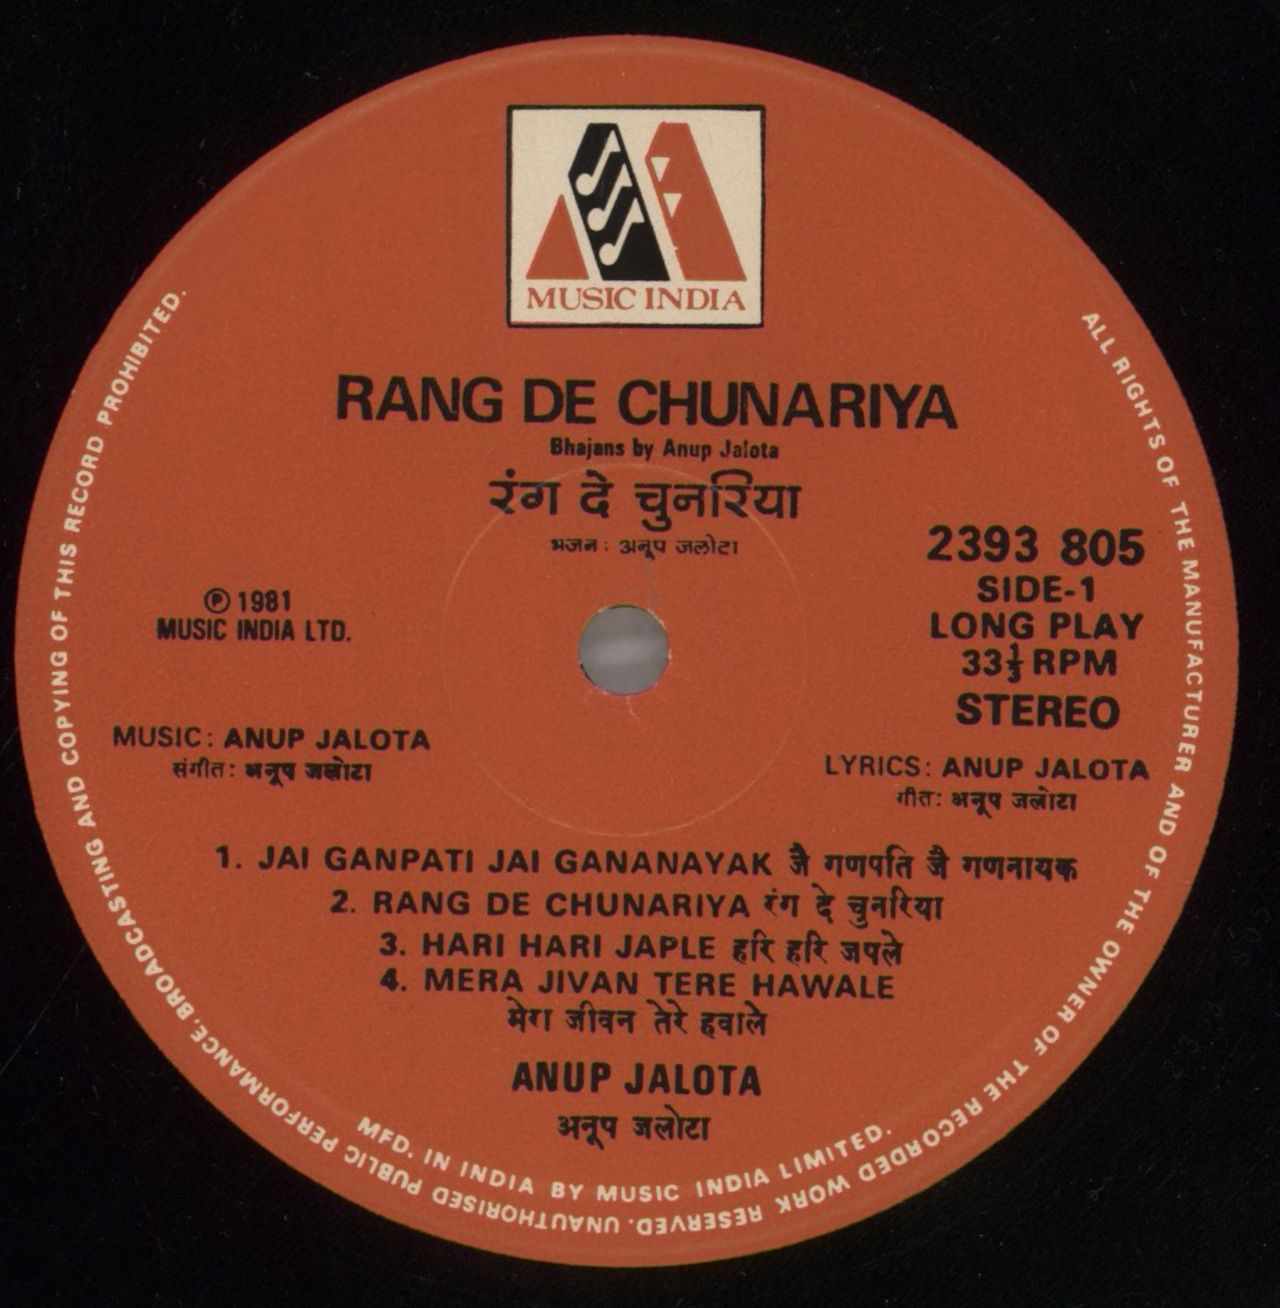 MUSIC INDIA
RANG DE CHUNARIYA
Bhajans by Anup Jalota
रंग दे चुनरिया
भजन : अनूप जलोटा
2393 805
SIDE-1
LONG PLAY
33⅓ RPM
STEREO
℗ 1981
MUSIC INDIA LTD.
MUSIC: ANUP JALOTA
संगीत: अनूप जलोटा
LYRICS: ANUP JALOTA
गीत: अनूप जलोटा
1. JAI GANPATI JAI GANANAYAK जै गणपति जै गणनायक
2. RANG DE CHUNARIYA रंग दे चुनरिया
3. HARI HARI JAPLE हरि हरि जपले
4. MERA JIVAN TERE HAWALE
मेरा जीवन तेरे हवाले
ANUP JALOTA
अनूप जलोटा
MFD. IN INDIA BY MUSIC INDIA LIMITED.
ALL RIGHTS OF THE MANUFACTURER AND OF THE OWNER OF THE RECORDED WORK RESERVED. UNAUTHORISED PUBLIC PERFORMANCE, BROADCASTING AND COPYING OF THIS RECORD PROHIBITED.